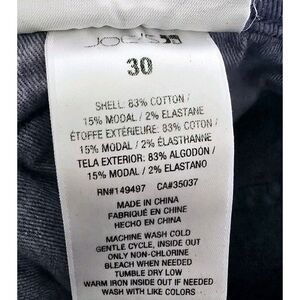 JOE'S
30
SHELL: 83% COTTON /
15% MODAL / 2% ELASTANE
ÉTOFFE EXTÉRIEURE: 83% COTON /
15% MODAL / 2% ÉLASTHANNE
TELA EXTERIOR: 83% ALGODÓN /
15% MODAL / 2% ELASTANO
RN#149497 CA#35037
MADE IN CHINA
FABRIQUÉ EN CHINE
HECHO EN CHINA
MACHINE WASH COLD
GENTLE CYCLE, INSIDE OUT
ONLY NON-CHLORINE
BLEACH WHEN NEEDED
TUMBLE DRY LOW
WARM IRON INSIDE OUT IF NEEDED
WASH WITH LIKE COLORS